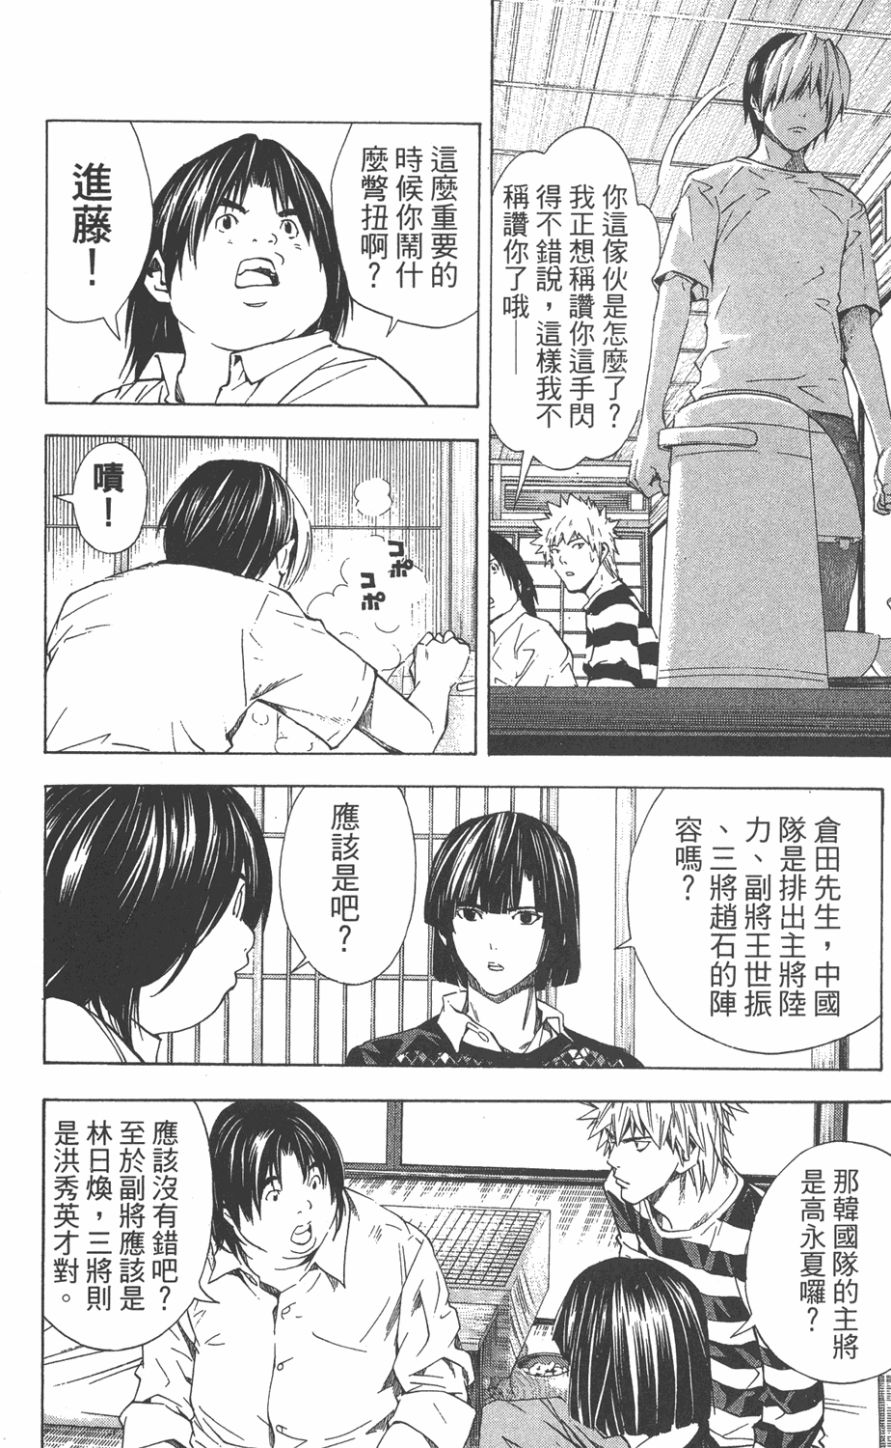 你這傢伙是怎麼了？
我正想稱讚你這手閃
得不錯說，這樣我不
稱讚你了哦——
這麼重要的
時候你鬧什
麼彆扭啊？
進藤！
嘖！
コポ
コポ
倉田先生，中國
隊是排出主將陸
力、副將王世振
、三將趙石的陣
容嗎？
應該是吧？
那韓國隊的主將
是高永夏囉？
應該沒有錯吧？
至於副將應該是
林日煥，三將則
是洪秀英才對。